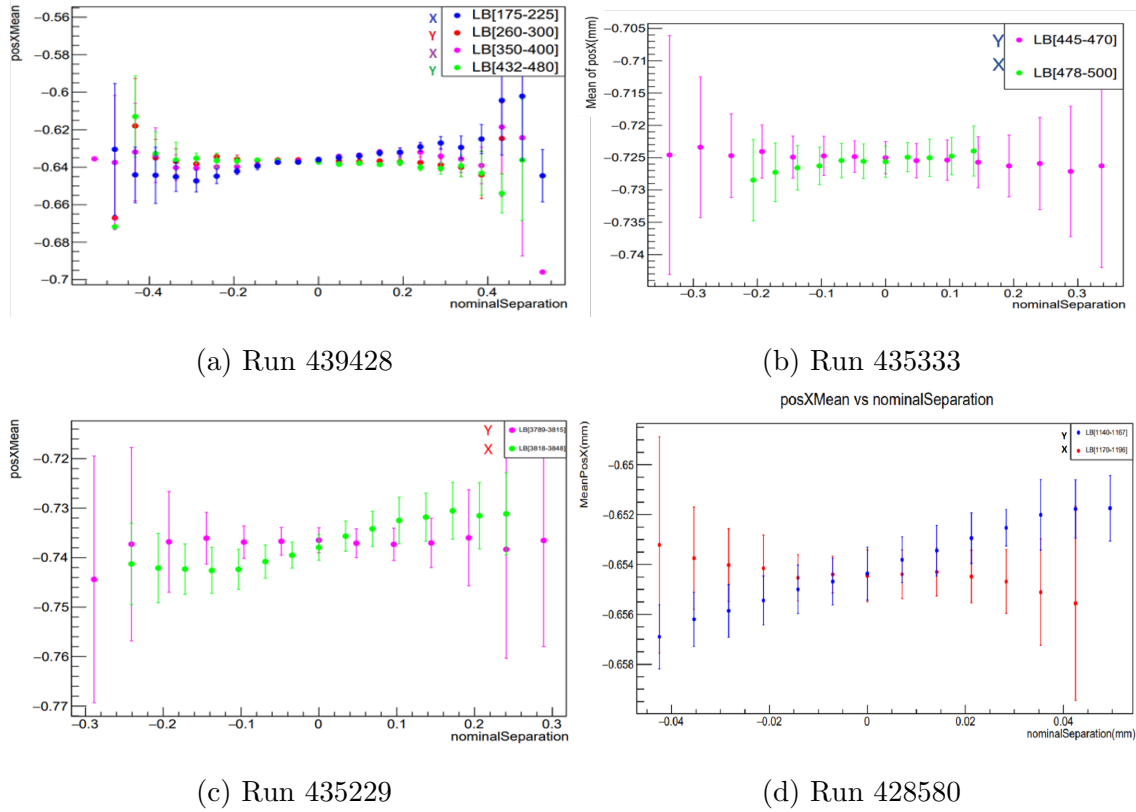 posXMean
−0.56
−0.58
−0.6
−0.62
−0.64
−0.66
−0.68
−0.7
X LB[175-225]
Y LB[260-300]
X LB[350-400]
Y LB[432-480]
−0.4 −0.2 0 0.2 0.4
nominalSeparation
Mean of posX(mm)
−0.705
−0.71
−0.715
−0.72
−0.725
−0.73
−0.735
−0.74
Y LB[445-470]
X LB[478-500]
−0.3 −0.2 −0.1 0 0.1 0.2 0.3
nominalSeparation
(a) Run 439428
(b) Run 435333
posXMean
−0.72
−0.73
−0.74
−0.75
−0.76
−0.77
Y LB[3789-3815]
X LB[3818-3848]
−0.3 −0.2 −0.1 0 0.1 0.2 0.3
nominalSeparation
posXMean vs nominalSeparation
MeanPosX(mm)
−0.65
−0.652
−0.654
−0.656
−0.658
Y LB[1140-1167]
X LB[1170-1196]
−0.04 −0.02 0 0.02 0.04
nominalSeparation(mm)
(c) Run 435229
(d) Run 428580